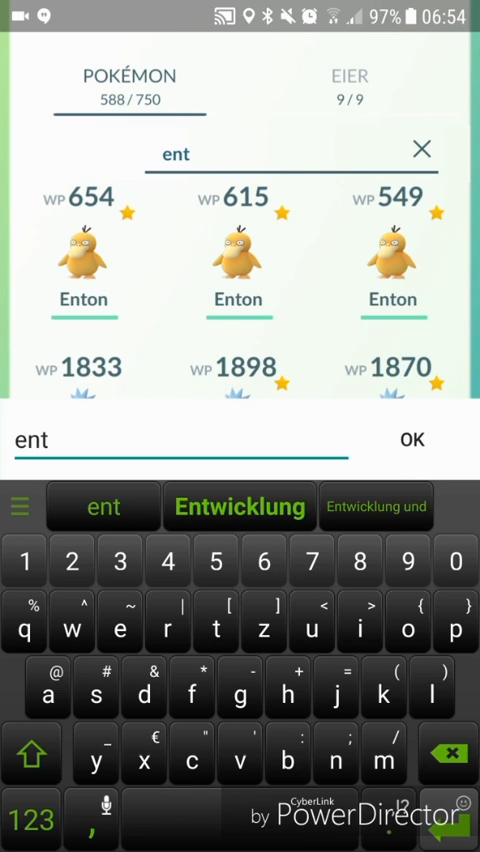 97% 06:54
POKÉMON EIER
588/750 9/9
ent
WP 654 WP 615 WP 549
Enton Enton Enton
WP 1833 WP 1898 WP 1870
ent OK
ent Entwicklung Entwicklung und
1 2 3 4 5 6 7 8 9 0
% ^ ~ | [ ] < > { }
q w e r t z u i o p
@ # & * - + = ( )
a s d f g h j k l
_ € " ' : ; /
y x c v b n m
123 , !? .
by CyberLink PowerDirector